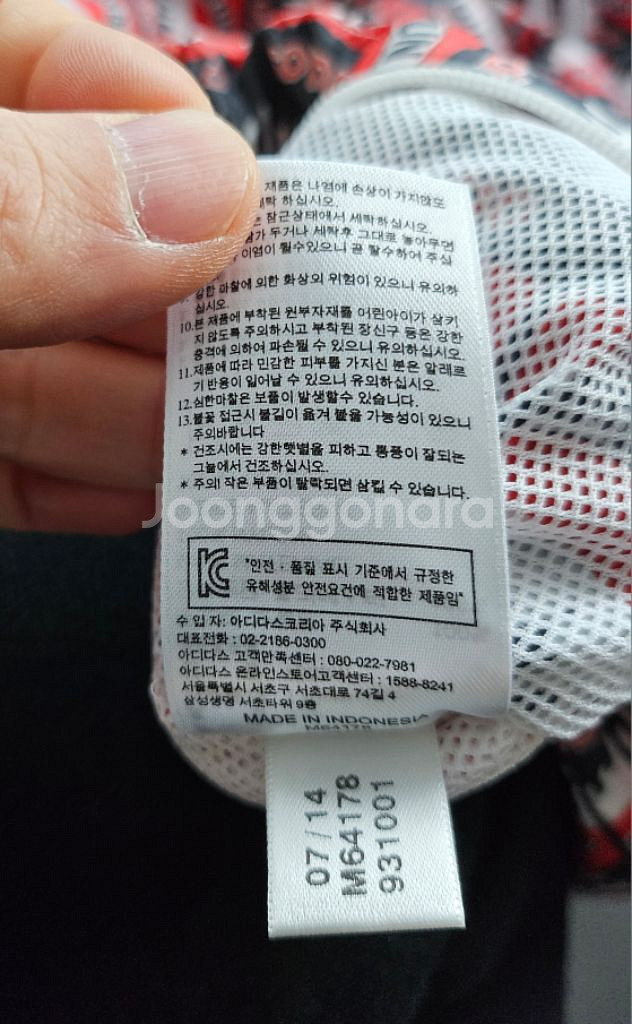 제품은 나염에 손상이 가지않도
하십시오.
잠근상태에서 세탁하십시오.
두거나 세탁후 그대로 놓아두면
이염이 될수있으니 곧 탈수하여 주십
강한 마찰에 의한 화상의 위험이 있으니 유의하
십시오.
10.본 제품에 부착된 원부자재를 어린아이가 삼키
지 않도록 주의하시고 부착된 장신구 등은 강한
충격에 의하여 파손될 수 있으니 유의하십시오.
11.제품에 따라 민감한 피부를 가지신 분은 알레르
기 반응이 일어날 수 있으니 유의하십시오.
12.심한마찰은 보풀이 발생할수 있습니다.
13.불꽃 접근시 불길이 옮겨 붙을 가능성이 있으니
주의바랍니다
* 건조시에는 강한햇볕을 피하고 통풍이 잘되는
그늘에서 건조하십시오.
* 주의! 작은 부품이 탈락되면 삼킬 수 있습니다.
Joonggonara
"안전 · 품질 표시 기준에서 규정한
유해성분 안전요건에 적합한 제품임"
수 입 자: 아디다스코리아 주식회사
대표전화 : 02-2186-0300
아디다스 고객만족센터 : 080-022-7981
아디다스 온라인스토어고객센터 : 1588-8241
서울특별시 서초구 서초대로 74길 4
삼성생명 서초타워 9층
MADE IN INDONESIA
M64178
07/14
M64178
931001